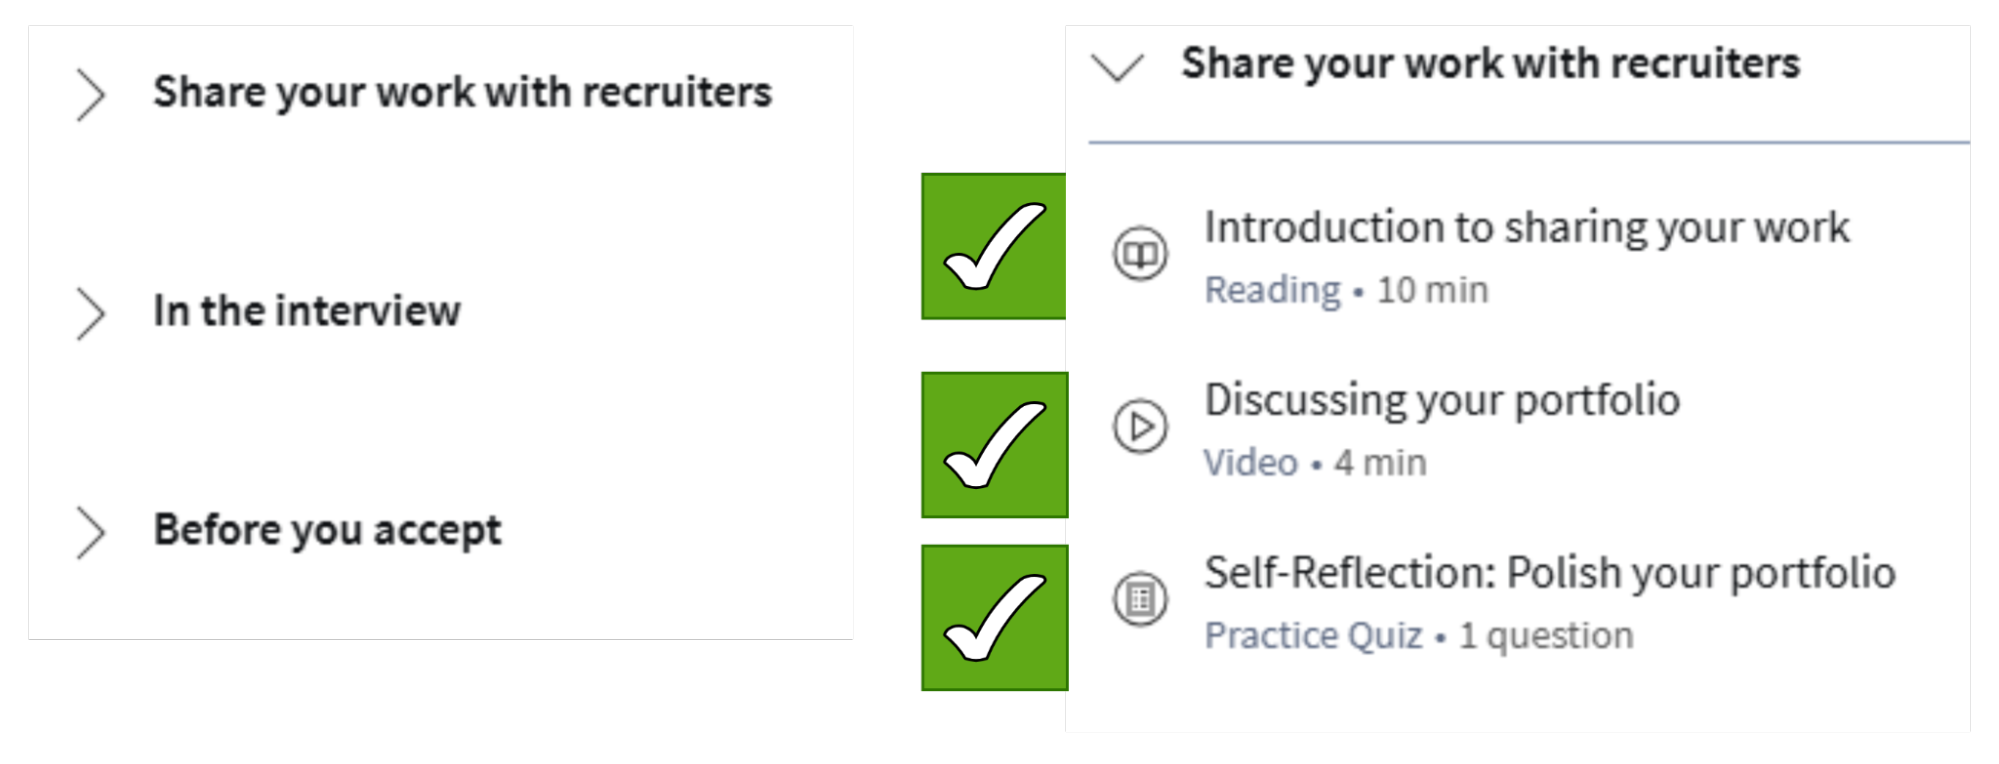 Share your work with recruiters
In the interview
Before you accept
Share your work with recruiters
Introduction to sharing your work
Reading • 10 min
Discussing your portfolio
Video • 4 min
Self-Reflection: Polish your portfolio
Practice Quiz • 1 question